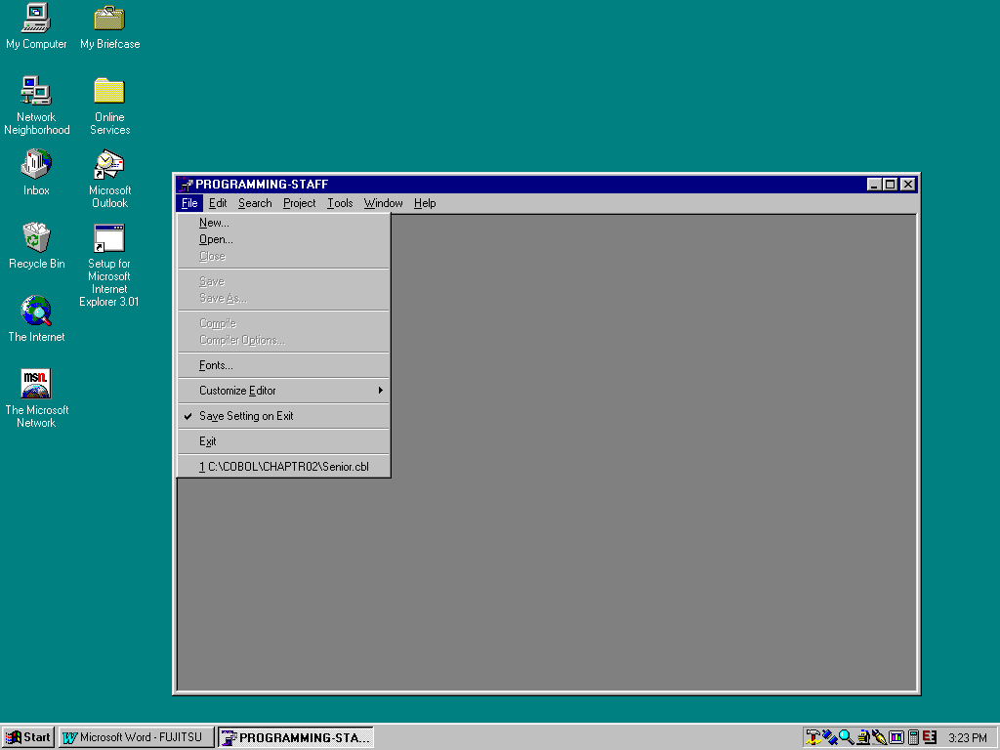 My Computer
My Briefcase
Network
Neighborhood
Online
Services
Inbox
Microsoft
Outlook
Recycle Bin
Setup for
Microsoft
Internet
Explorer 3.01
The Internet
msn.
The Microsoft
Network
PROGRAMMING-STAFF
File Edit Search Project Tools Window Help
New...
Open...
Close
Save
Save As...
Compile
Compiler Options...
Fonts...
Customize Editor
Save Setting on Exit
Exit
1 C:\COBOL\CHAPTR02\Senior.cbl
Start
Microsoft Word - FUJITSU
PROGRAMMING-STA...
3:23 PM